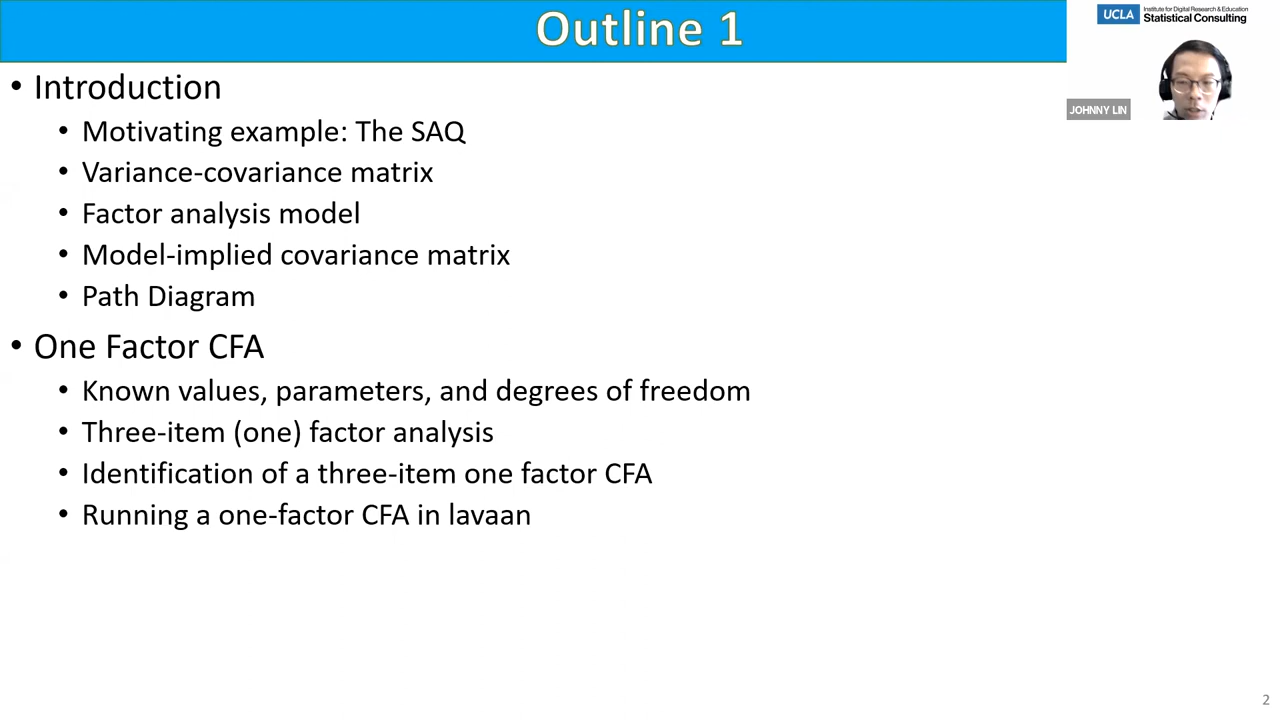 Outline 1
UCLA
Institute for Digital Research & Education
Statistical Consulting
JOHNNY LIN
• Introduction
• Motivating example: The SAQ
• Variance-covariance matrix
• Factor analysis model
• Model-implied covariance matrix
• Path Diagram
• One Factor CFA
• Known values, parameters, and degrees of freedom
• Three-item (one) factor analysis
• Identification of a three-item one factor CFA
• Running a one-factor CFA in lavaan
2